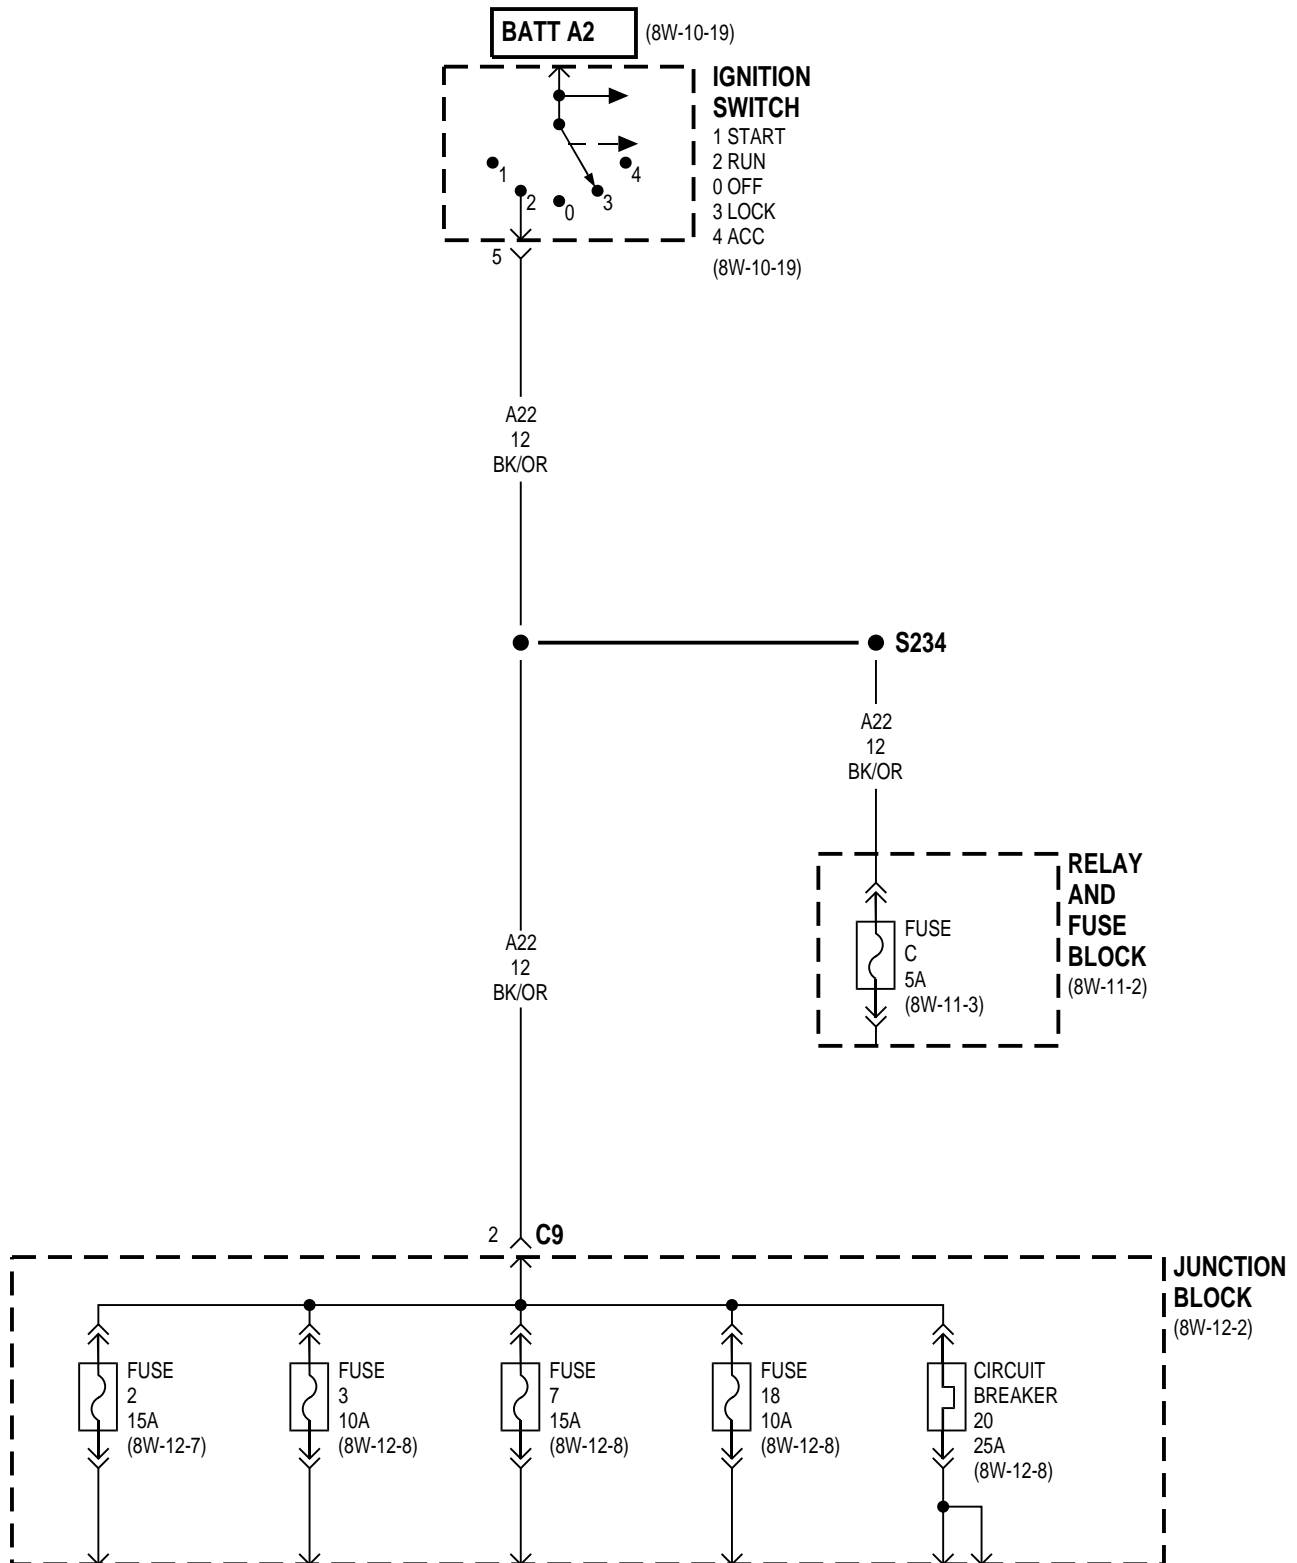 BATT A2
(8W-10-19)
IGNITION
SWITCH
1 START
2 RUN
0 OFF
3 LOCK
4 ACC
(8W-10-19)
1
2
0
3
4
5
A22
12
BK/OR
S234
A22
12
BK/OR
RELAY
AND
FUSE
BLOCK
(8W-11-2)
FUSE
C
5A
(8W-11-3)
A22
12
BK/OR
2
C9
JUNCTION
BLOCK
(8W-12-2)
FUSE
2
15A
(8W-12-7)
FUSE
3
10A
(8W-12-8)
FUSE
7
15A
(8W-12-8)
FUSE
18
10A
(8W-12-8)
CIRCUIT
BREAKER
20
25A
(8W-12-8)